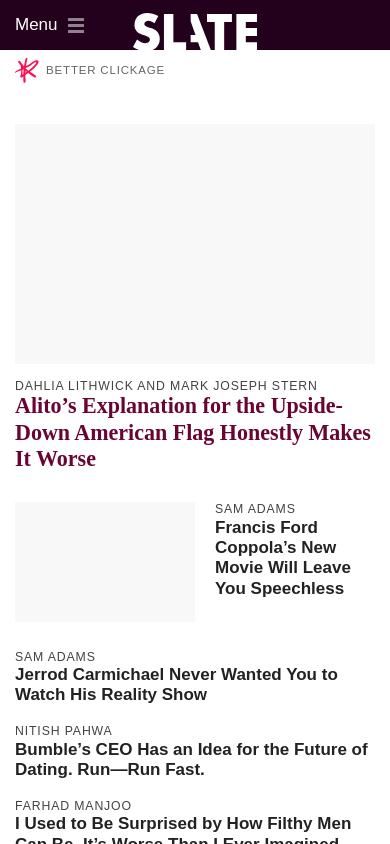 Menu
SLATE
BETTER CLICKAGE
DAHLIA LITHWICK AND MARK JOSEPH STERN
Alito’s Explanation for the Upside-
Down American Flag Honestly Makes
It Worse
SAM ADAMS
Francis Ford
Coppola’s New
Movie Will Leave
You Speechless
SAM ADAMS
Jerrod Carmichael Never Wanted You to
Watch His Reality Show
NITISH PAHWA
Bumble’s CEO Has an Idea for the Future of
Dating. Run—Run Fast.
FARHAD MANJOO
I Used to Be Surprised by How Filthy Men
Can Be. It’s Worse Than I Ever Imagined.